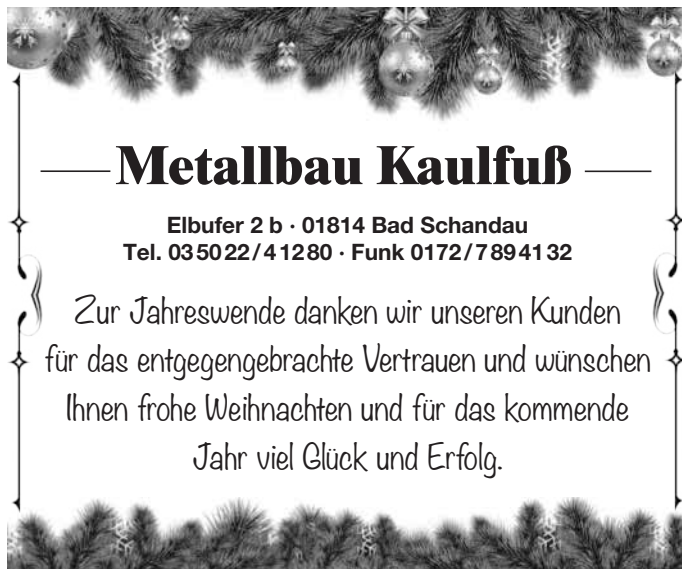 Metallbau Kaulfuß
Elbufer 2 b · 01814 Bad Schandau
Tel. 035022/41280 · Funk 0172/7894132
Zur Jahreswende danken wir unseren Kunden
für das entgegengebrachte Vertrauen und wünschen
Ihnen frohe Weihnachten und für das kommende
Jahr viel Glück und Erfolg.